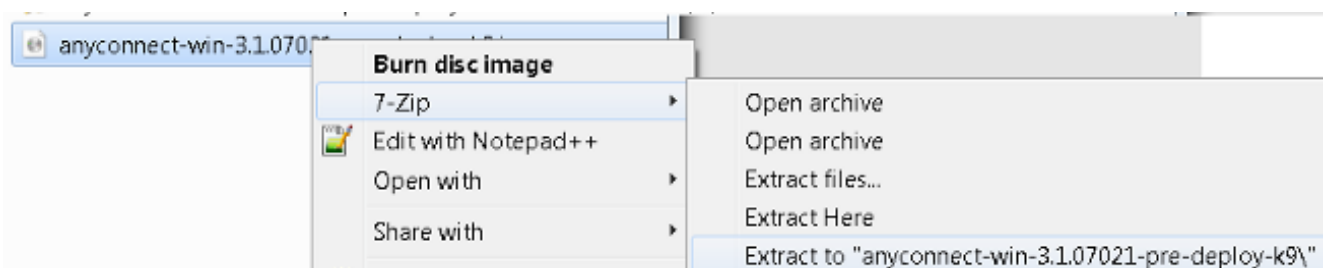 anyconnect-win-3.1.070
Burn disc image
7-Zip
Open archive
Edit with Notepad++
Open archive
Open with
Extract files...
Extract Here
Share with
Extract to "anyconnect-win-3.1.07021-pre-deploy-k9\"